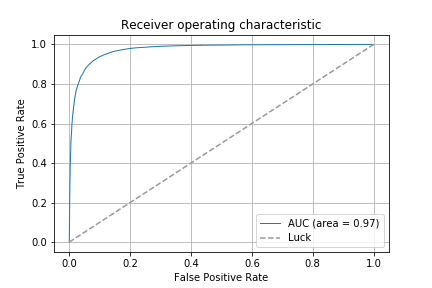 Receiver operating characteristic
True Positive Rate
1.0
0.8
0.6
0.4
0.2
0.0
AUC (area = 0.97)
Luck
0.0 0.2 0.4 0.6 0.8 1.0
False Positive Rate